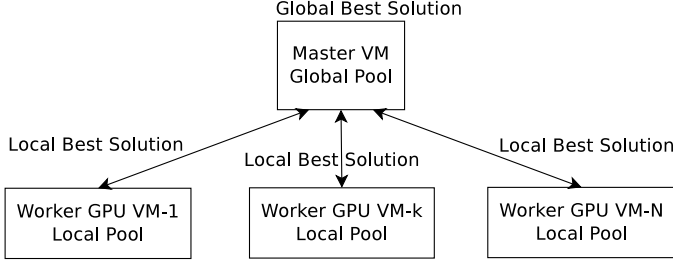 Global Best Solution
Master VM
Global Pool
Local Best Solution
Local Best Solution
Local Best Solution
Worker GPU VM-1
Local Pool
Worker GPU VM-k
Local Pool
Worker GPU VM-N
Local Pool